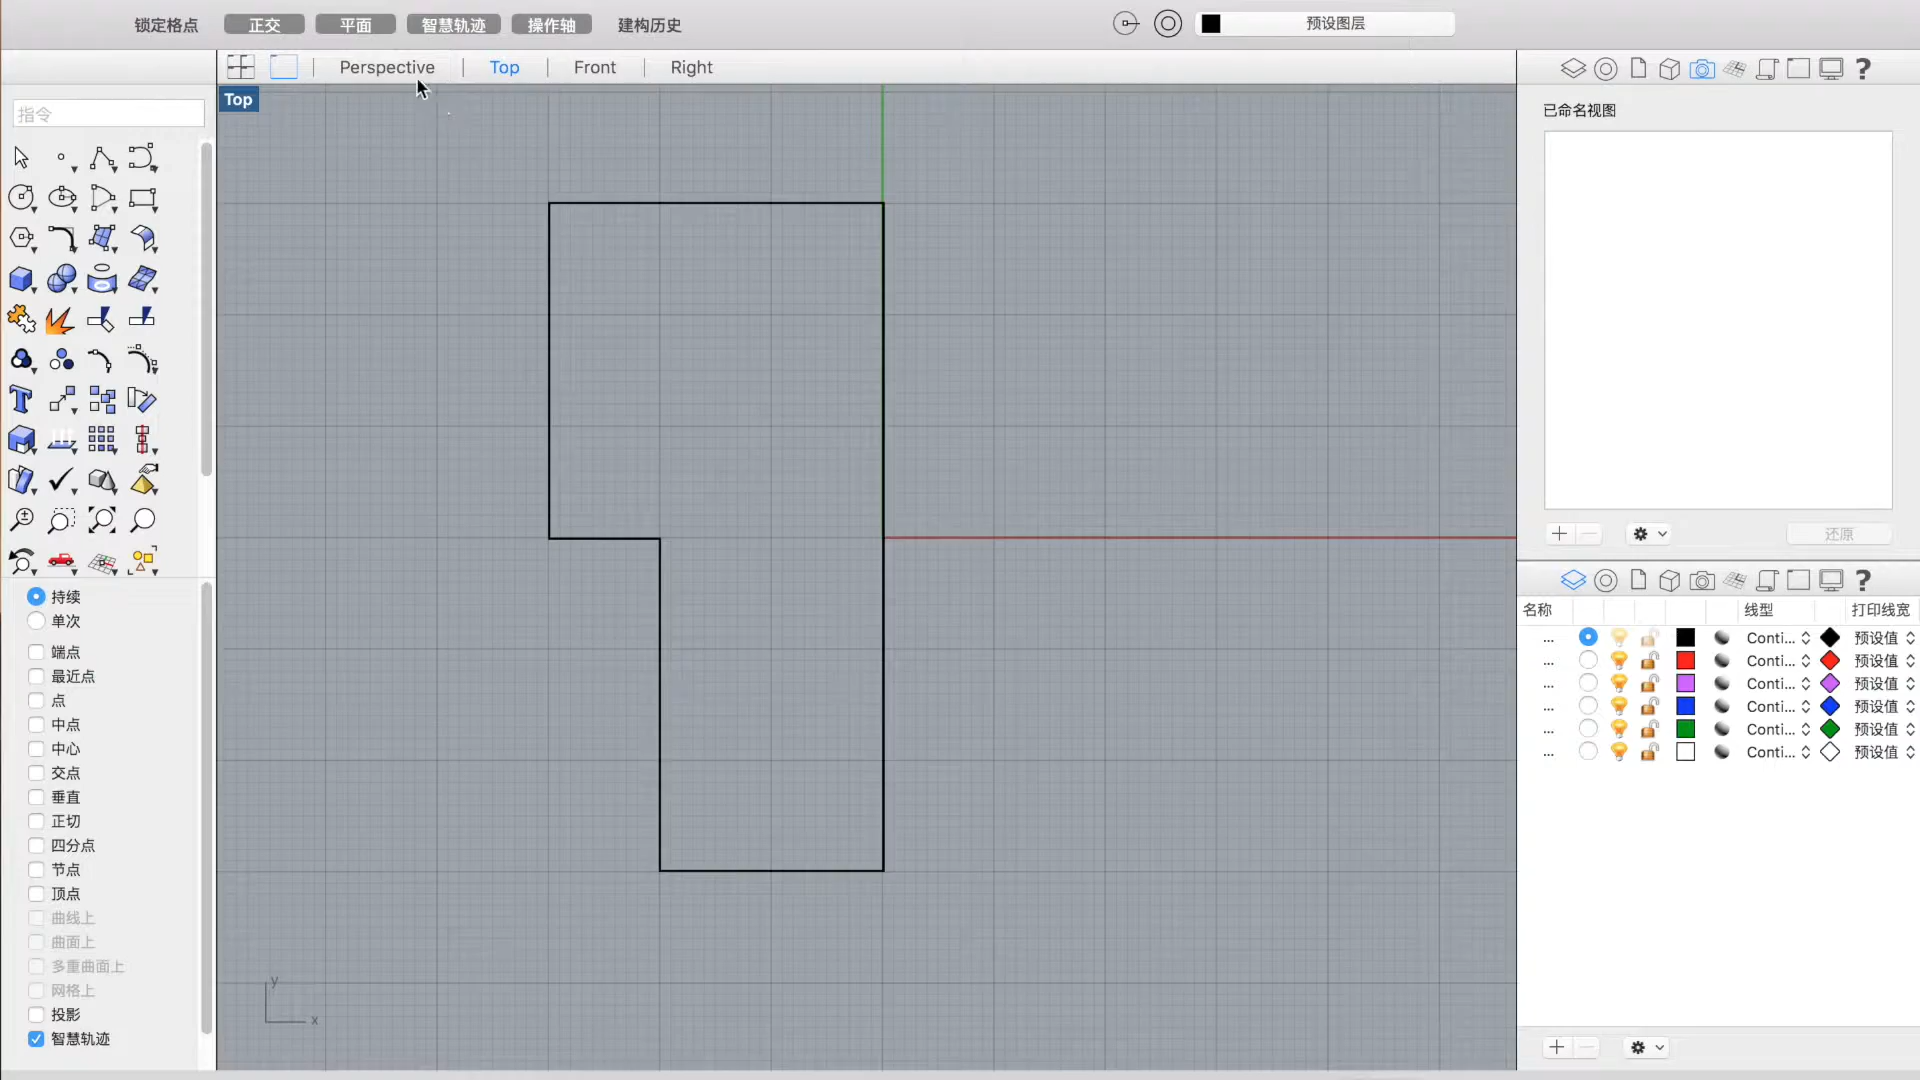 锁定格点 正交 平面 智慧轨迹 操作轴 建构历史 预设图层
Perspective Top Front Right
Top
指令
已命名视图
还原
持续
单次
端点
最近点
点
中点
中心
交点
垂直
正切
四分点
节点
顶点
曲线上
曲面上
多重曲面上
网格上
投影
智慧轨迹
y
x
名称 线型 打印线宽
... Conti... 预设值
... Conti... 预设值
... Conti... 预设值
... Conti... 预设值
... Conti... 预设值
... Conti... 预设值